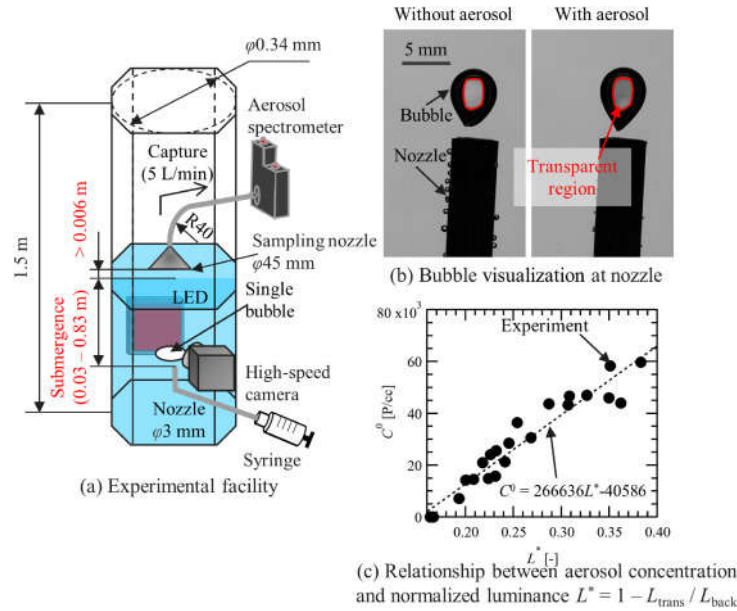 φ0.34 mm
Aerosol
spectrometer
Capture
(5 L/min)
R40
> 0.006 m
Sampling nozzle
φ45 mm
1.5 m
LED
Single
bubble
Submergence
(0.03 – 0.83 m)
High-speed
camera
Nozzle
φ3 mm
Syringe
(a) Experimental facility
Without aerosol
With aerosol
5 mm
Bubble
Nozzle
Transparent
region
(b) Bubble visualization at nozzle
80 x10³
60
40
20
0
C⁰ [P/cc]
Experiment
C⁰ = 266636L*-40586
0.20 0.25 0.30 0.35 0.40
L* [-]
(c) Relationship between aerosol concentration
and normalized luminance L* = 1 – Ltrans / Lback